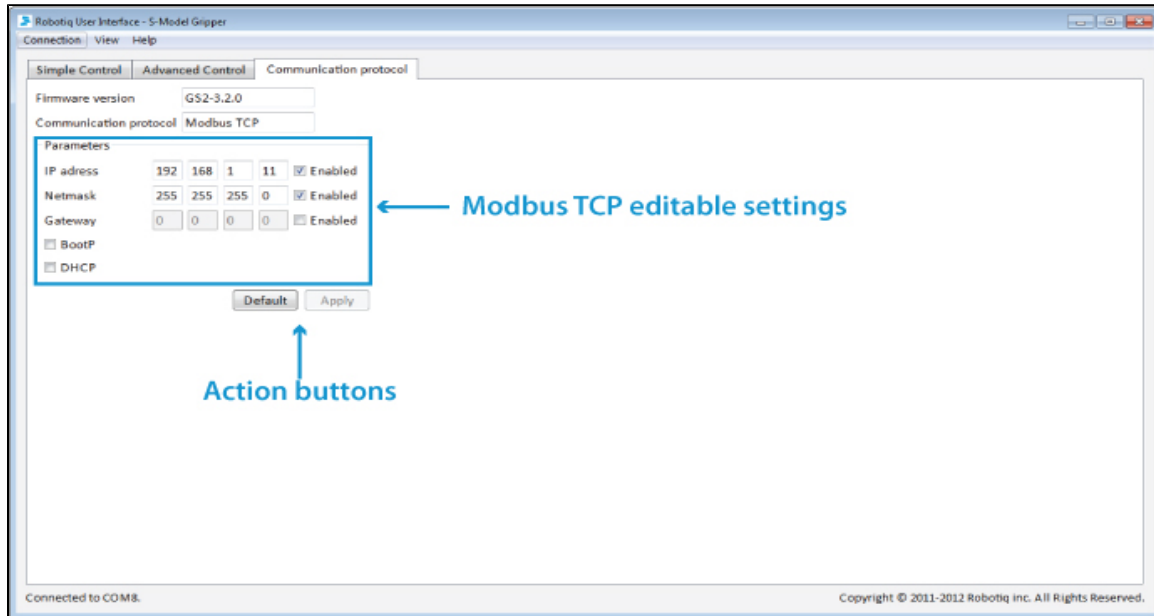 Robotiq User Interface - S-Model Gripper
Connection View Help
Simple Control Advanced Control Communication protocol
Firmware version GS2-3.2.0
Communication protocol Modbus TCP
Parameters
IP adress 192 168 1 11 Enabled
Netmask 255 255 255 0 Enabled
Gateway 0 0 0 0 Enabled
BootP
DHCP
Modbus TCP editable settings
Default Apply
Action buttons
Connected to COM8. Copyright © 2011-2012 Robotiq inc. All Rights Reserved.